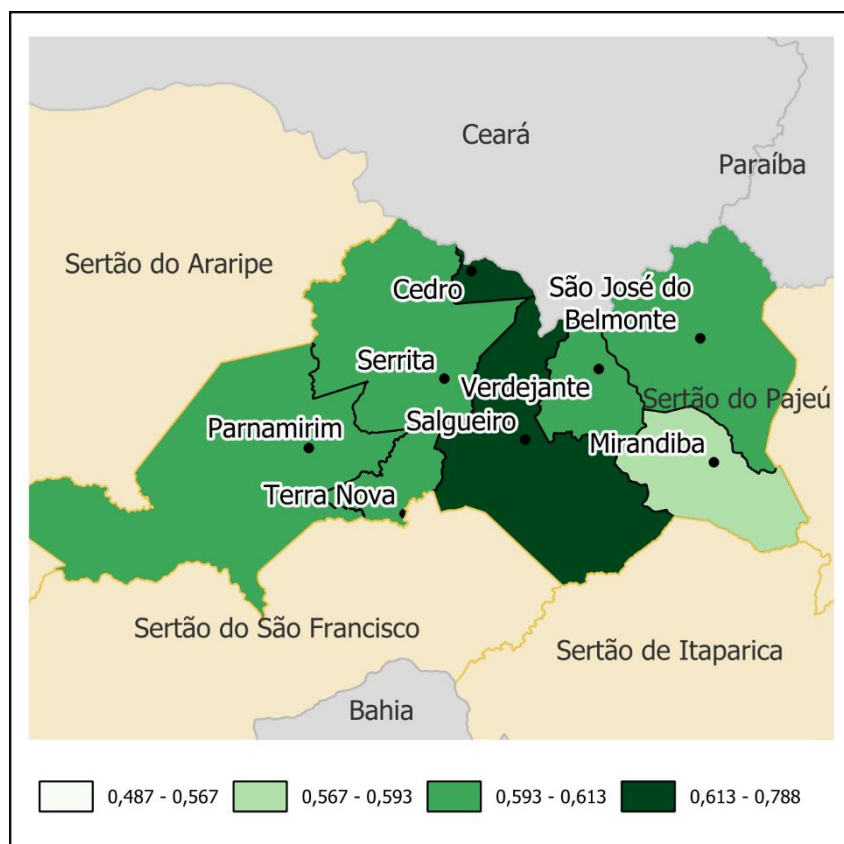 Ceará
Paraíba
Sertão do Araripe
Cedro
São José do
Belmonte
Serrita
Verdejante
Sertão do Pajeú
Salgueiro
Parnamirim
Mirandiba
Terra Nova
Sertão do São Francisco
Sertão de Itaparica
Bahia
0,487 - 0,567
0,567 - 0,593
0,593 - 0,613
0,613 - 0,788